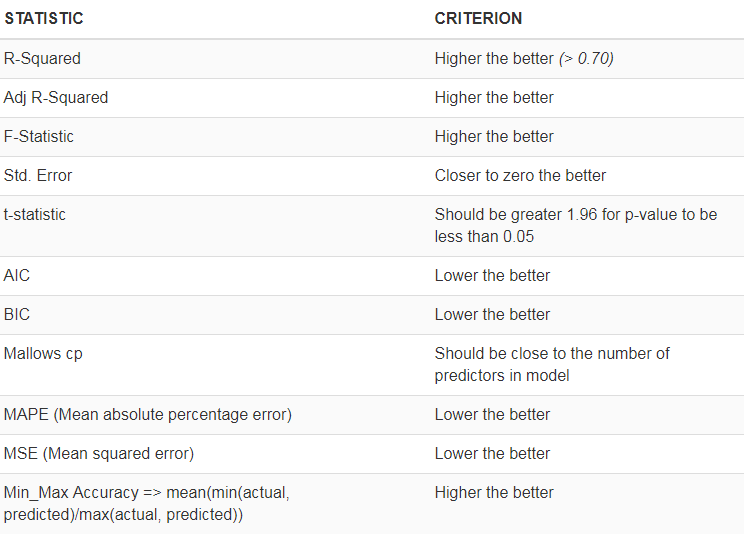 STATISTIC CRITERION
R-Squared Higher the better (> 0.70)
Adj R-Squared Higher the better
F-Statistic Higher the better
Std. Error Closer to zero the better
t-statistic Should be greater 1.96 for p-value to be
less than 0.05
AIC Lower the better
BIC Lower the better
Mallows cp Should be close to the number of
predictors in model
MAPE (Mean absolute percentage error) Lower the better
MSE (Mean squared error) Lower the better
Min_Max Accuracy => mean(min(actual, Higher the better
predicted)/max(actual, predicted))